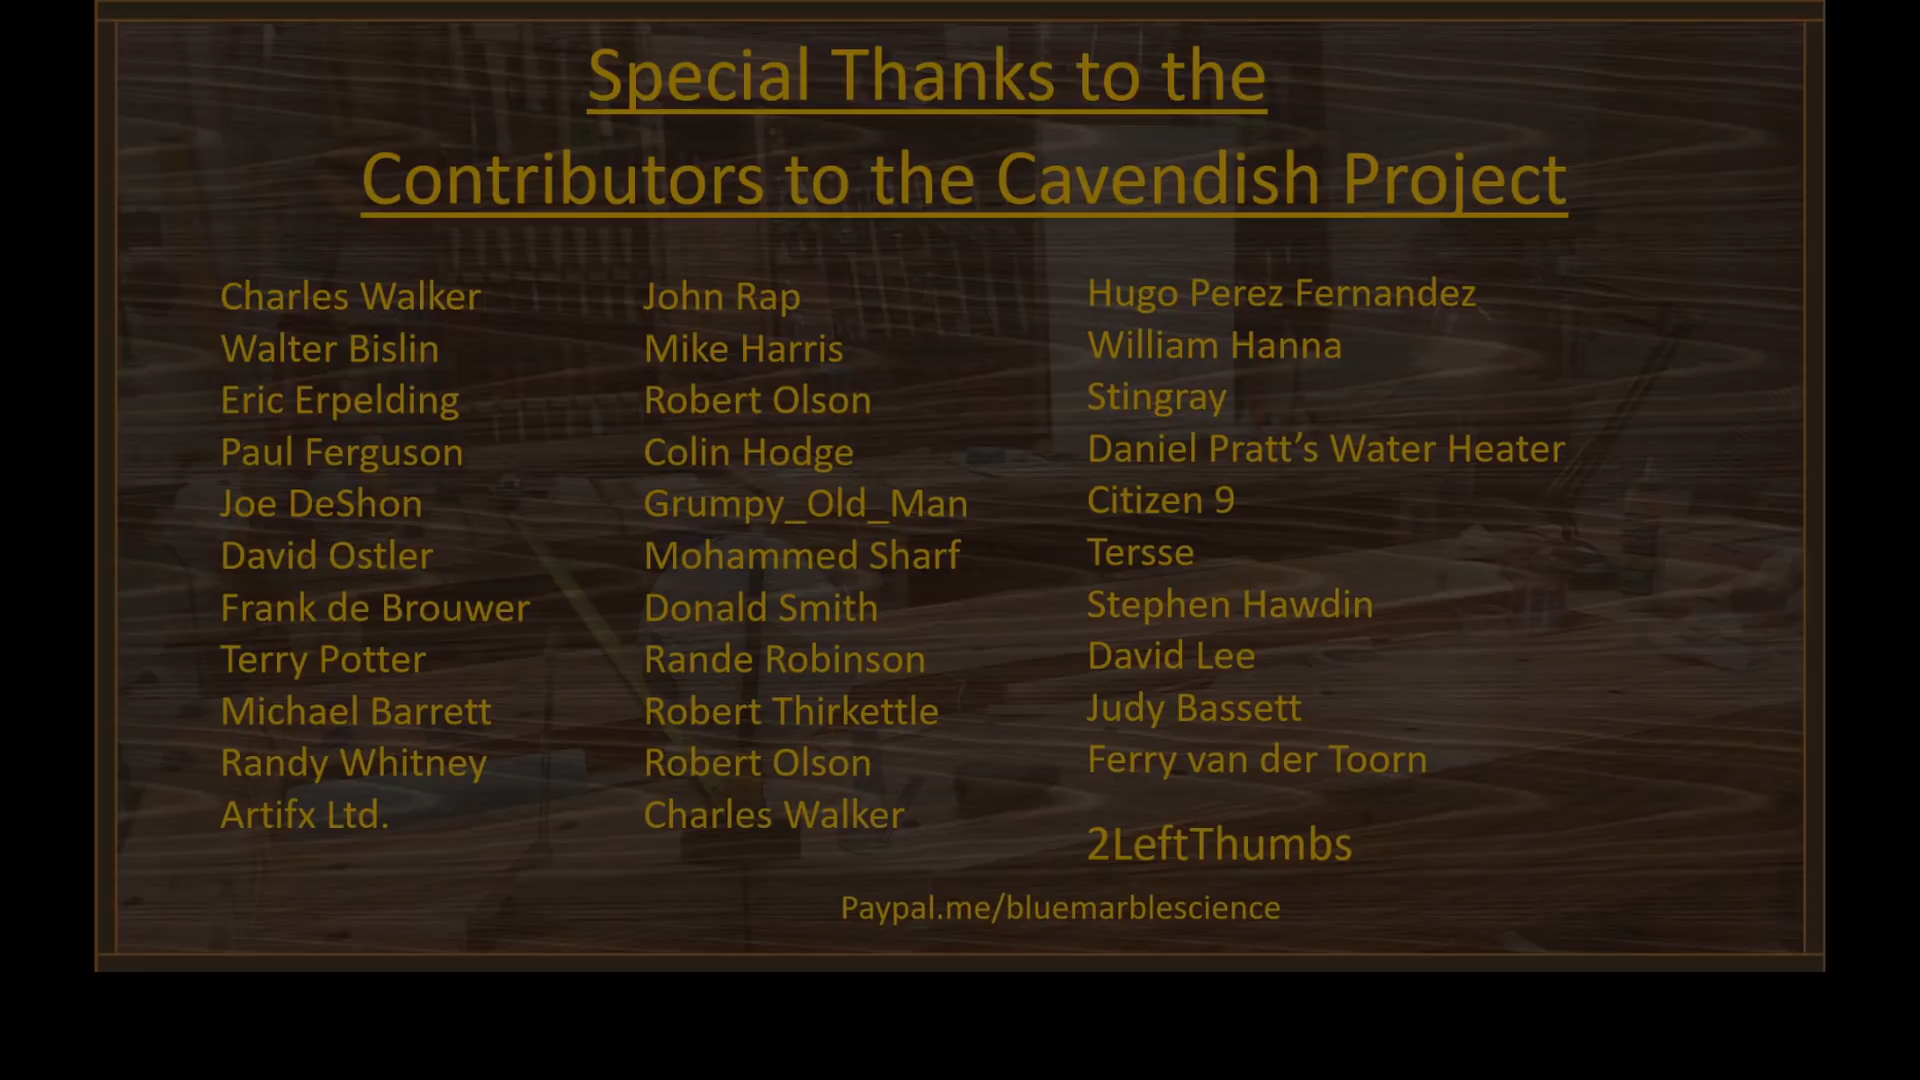 Special Thanks to the
Contributors to the Cavendish Project
Charles Walker
Walter Bislin
Eric Erpelding
Paul Ferguson
Joe DeShon
David Ostler
Frank de Brouwer
Terry Potter
Michael Barrett
Randy Whitney
Artifx Ltd.
John Rap
Mike Harris
Robert Olson
Colin Hodge
Grumpy_Old_Man
Mohammed Sharf
Donald Smith
Rande Robinson
Robert Thirkettle
Robert Olson
Charles Walker
Hugo Perez Fernandez
William Hanna
Stingray
Daniel Pratt’s Water Heater
Citizen 9
Tersse
Stephen Hawdin
David Lee
Judy Bassett
Ferry van der Toorn
2LeftThumbs
Paypal.me/bluemarblescience